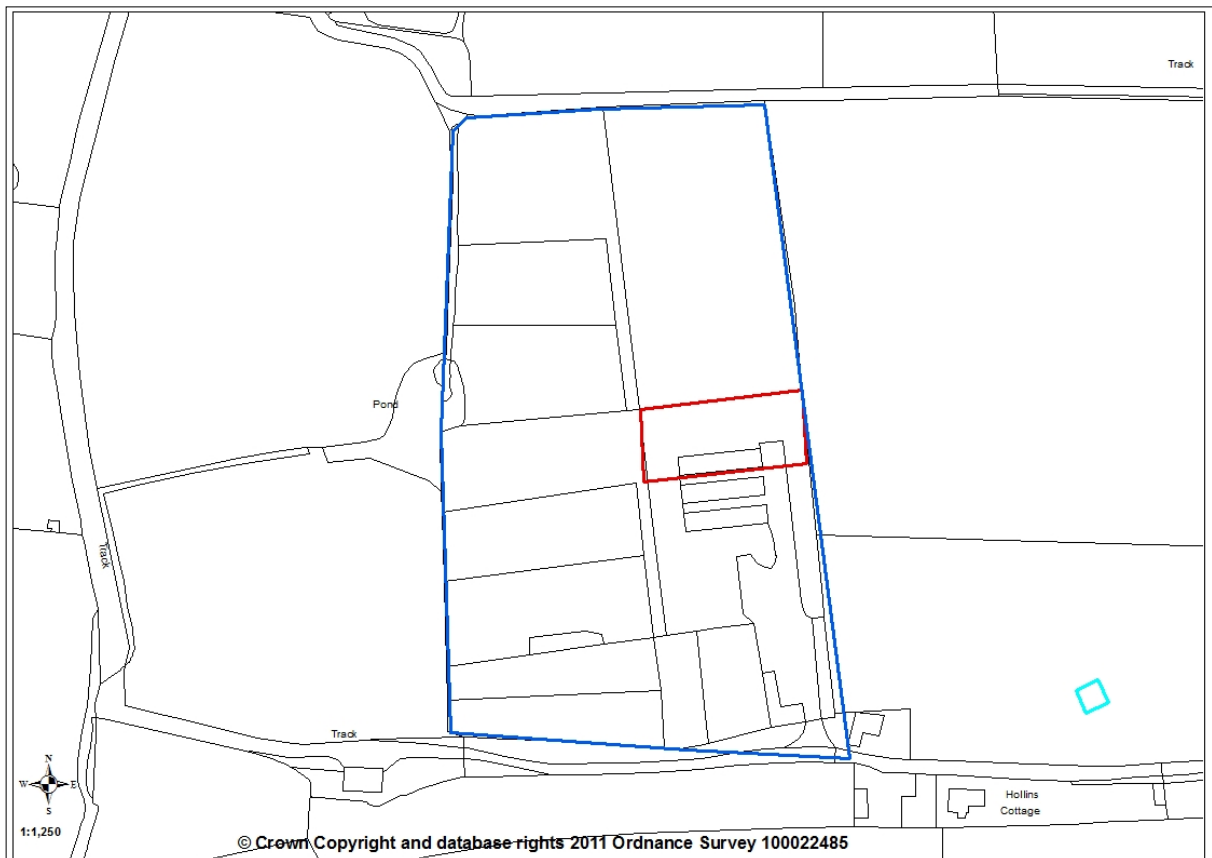 Track
Pond
Track
Track
N
W E
S
1:1,250
Hollins
Cottage
© Crown Copyright and database rights 2011 Ordnance Survey 100022485